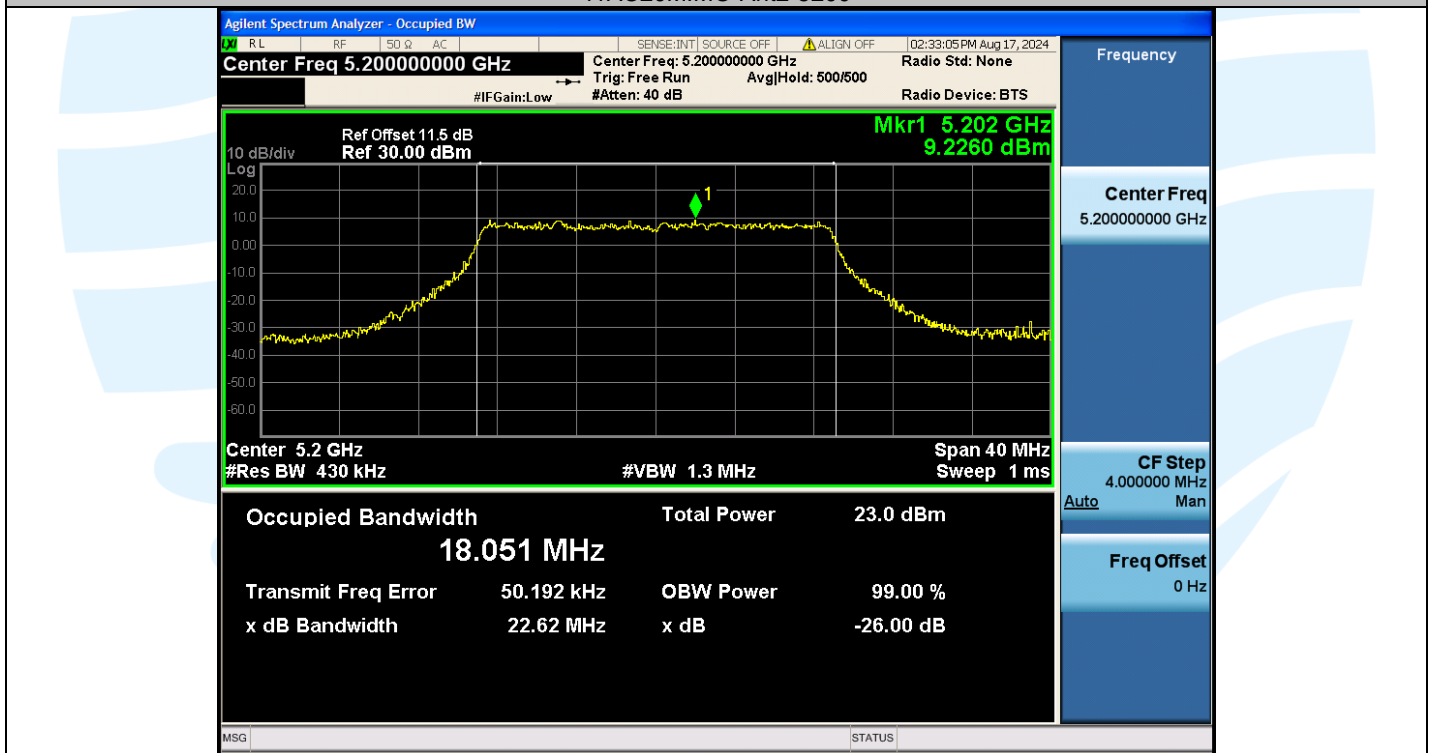 Agilent Spectrum Analyzer - Occupied BW
LXI RL RF 50 Ω AC SENSE:INT SOURCE OFF ALIGN OFF 02:33:05 PM Aug 17, 2024
Center Freq 5.200000000 GHz
Center Freq: 5.200000000 GHz
Radio Std: None
Trig: Free Run Avg|Hold: 500/500
#IFGain:Low
#Atten: 40 dB
Radio Device: BTS
Mkr1 5.202 GHz
9.2260 dBm
Ref Offset 11.5 dB
10 dB/div Ref 30.00 dBm
Log
20.0
10.0
0.00
-10.0
-20.0
-30.0
-40.0
-50.0
-60.0
1
Center 5.2 GHz Span 40 MHz
#Res BW 430 kHz #VBW 1.3 MHz Sweep 1 ms
Occupied Bandwidth Total Power 23.0 dBm
18.051 MHz
Transmit Freq Error 50.192 kHz OBW Power 99.00 %
x dB Bandwidth 22.62 MHz x dB -26.00 dB
MSG STATUS
Frequency
Center Freq
5.200000000 GHz
CF Step
4.000000 MHz
Auto Man
Freq Offset
0 Hz